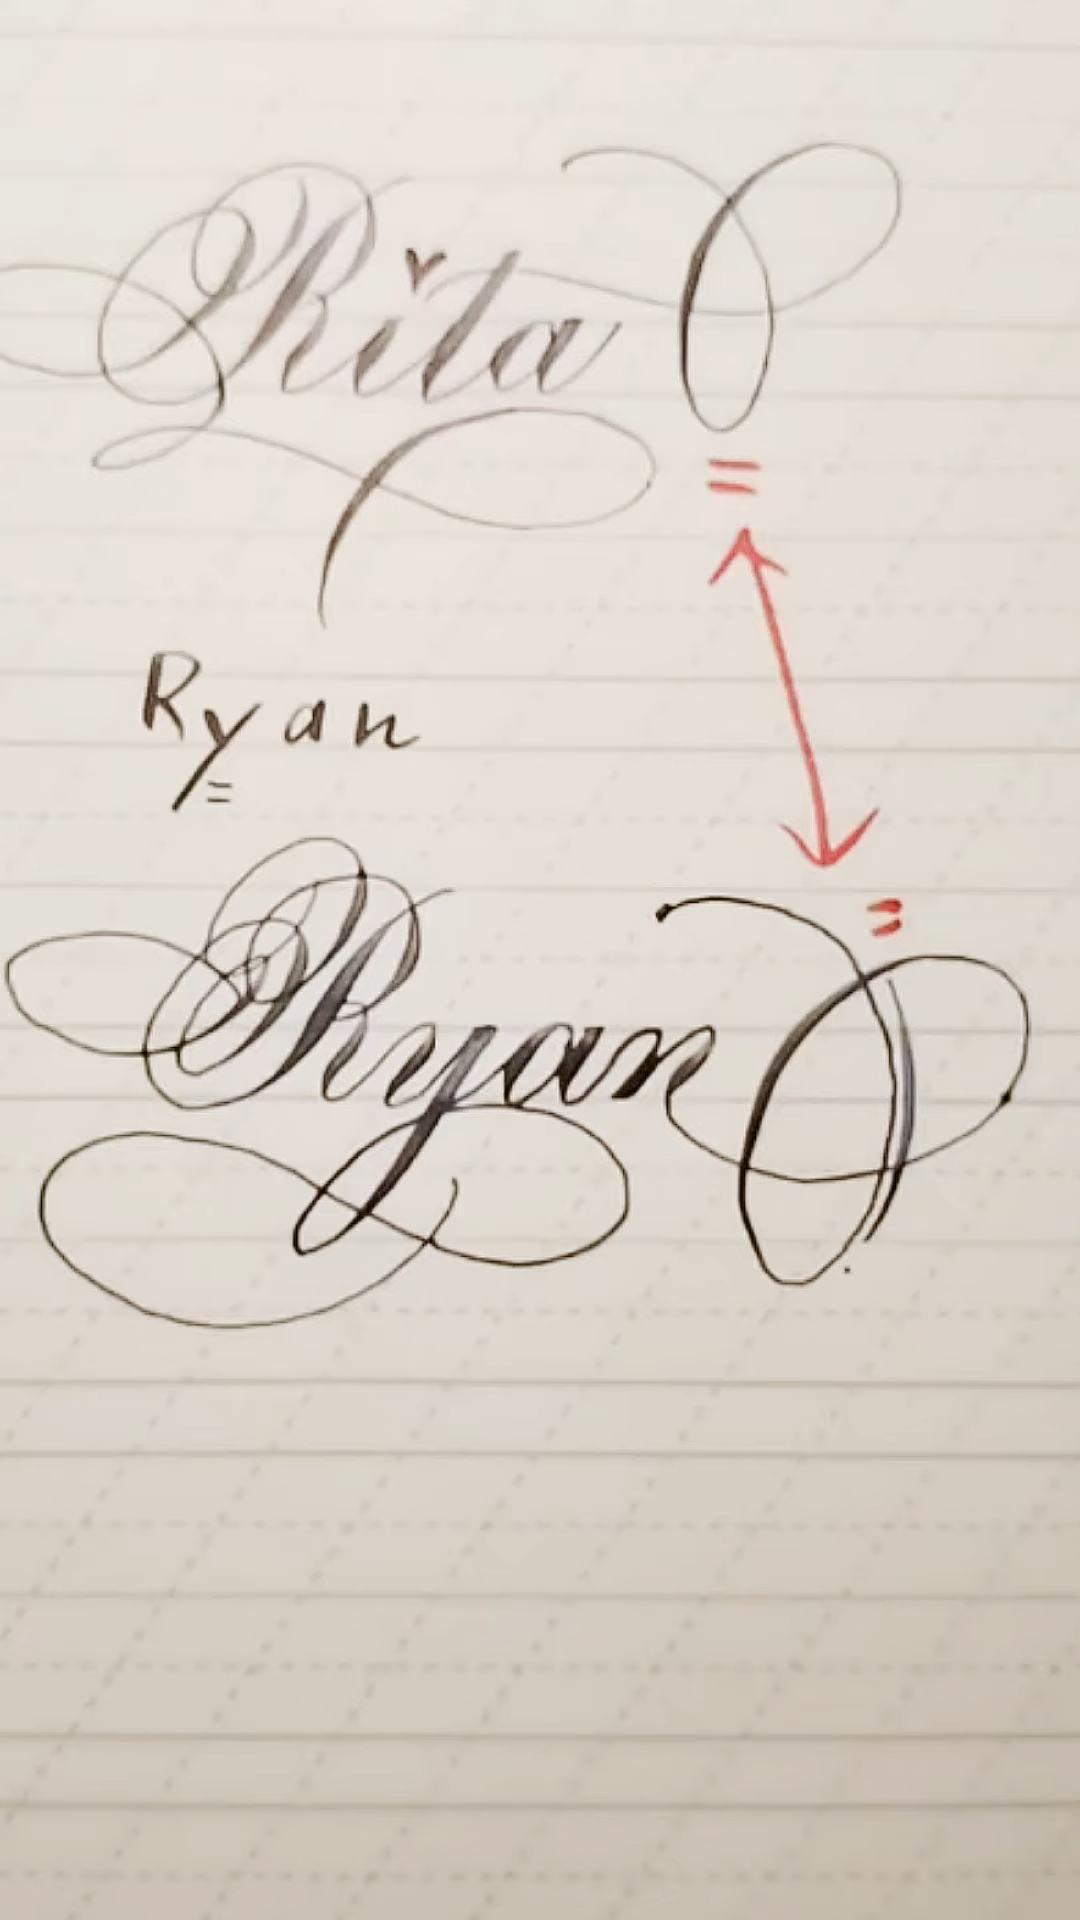 Rita
=
Ryan
=
=
Ryan